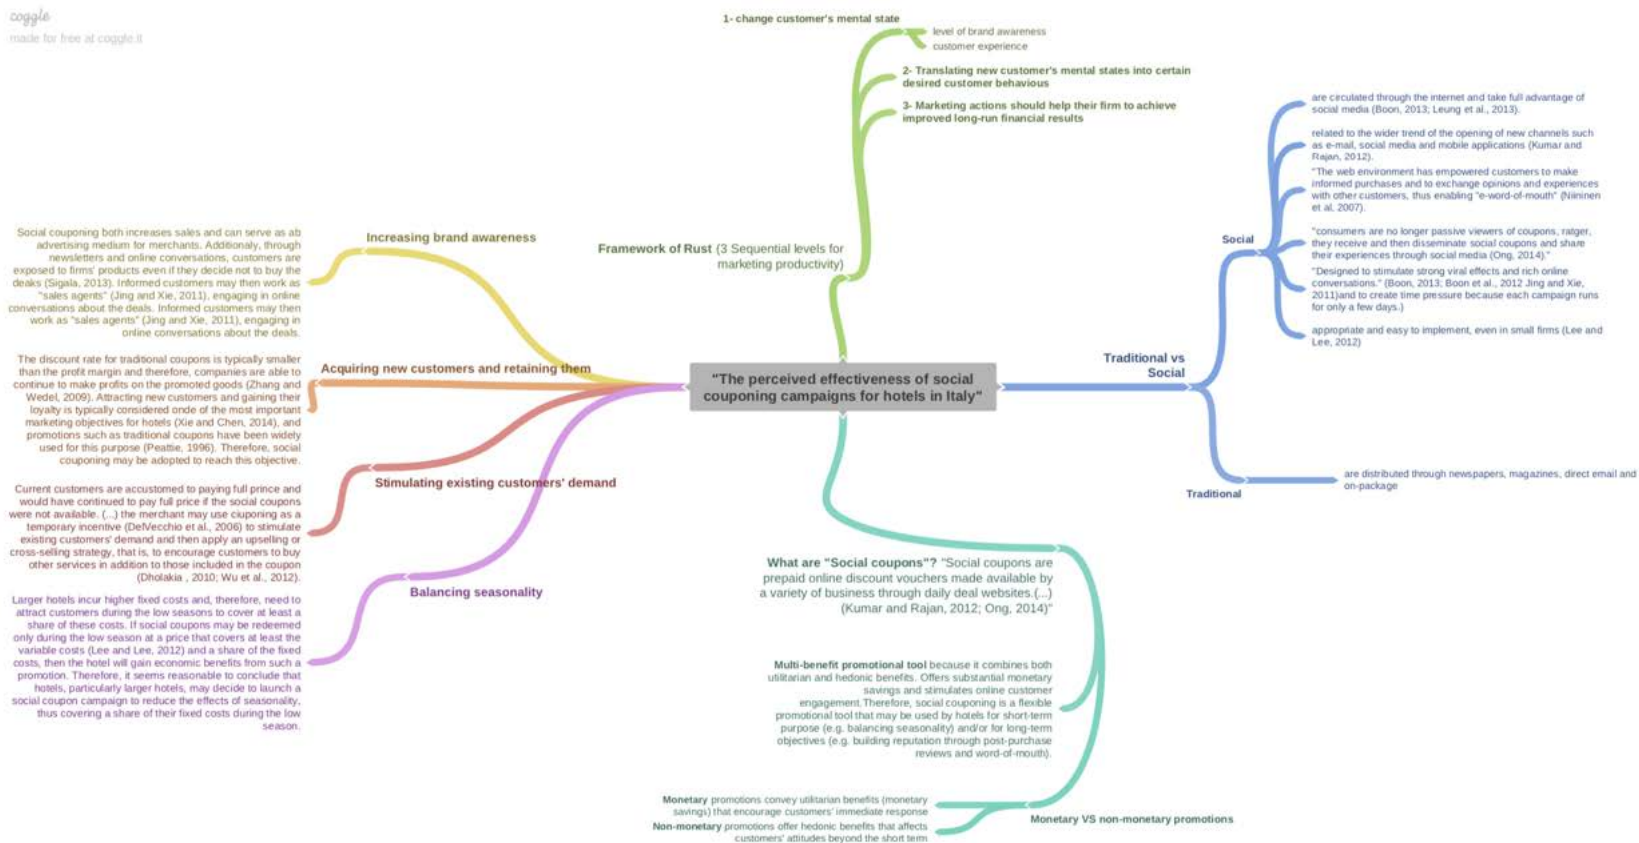 coggle
made for free at coggle.it
1- change customer's mental state
level of brand awareness
customer experience
2- Translating new customer's mental states into certain
desired customer behavious
3- Marketing actions should help their firm to achieve
improved long-run financial results
Framework of Rust (3 Sequential levels for
marketing productivity)
"The perceived effectiveness of social
couponing campaigns for hotels in Italy"
Increasing brand awareness
Social couponing both increases sales and can serve as ab
advertising medium for merchants. Additionaly, through
newsletters and online conversations, customers are
exposed to firms' products even if they decide not to buy the
deaks (Sigala, 2013). Informed customers may then work as
"sales agents" (Jing and Xie, 2011), engaging in online
conversations about the deals. Informed customers may then
work as "sales agents" (Jing and Xie, 2011), engaging in
online conversations about the deals.
Acquiring new customers and retaining them
The discount rate for traditional coupons is typically smaller
than the profit margin and therefore, companies are able to
continue to make profits on the promoted goods (Zhang and
Wedel, 2009). Attracting new customers and gaining their
loyalty is typically considered onde of the most important
marketing objectives for hotels (Xie and Chen, 2014), and
promotions such as traditional coupons have been widely
used for this purpose (Peattie, 1996). Therefore, social
couponing may be adopted to reach this objective.
Stimulating existing customers' demand
Current customers are accustomed to paying full prince and
would have continued to pay full price if the social coupons
were not available. (...) the merchant may use ciuponing as a
temporary incentive (DelVecchio et al., 2006) to stimulate
existing customers' demand and then apply an upselling or
cross-selling strategy, that is, to encourage customers to buy
other services in addition to those included in the coupon
(Dholakia , 2010; Wu et al., 2012).
Balancing seasonality
Larger hotels incur higher fixed costs and, therefore, need to
attract customers during the low seasons to cover at least a
share of these costs. If social coupons may be redeemed
only during the low season at a price that covers at least the
variable costs (Lee and Lee, 2012) and a share of the fixed
costs, then the hotel will gain economic benefits from such a
promotion. Therefore, it seems reasonable to conclude that
hotels, particularly larger hotels, may decide to launch a
social coupon campaign to reduce the effects of seasonality,
thus covering a share of their fixed costs during the low
season.
Traditional vs
Social
Social
are circulated through the internet and take full advantage of
social media (Boon, 2013; Leung et al., 2013).
related to the wider trend of the opening of new channels such
as e-mail, social media and mobile applications (Kumar and
Rajan, 2012).
"The web environment has empowered customers to make
informed purchases and to exchange opinions and experiences
with other customers, thus enabling "e-word-of-mouth" (Niininen
et al. 2007).
"consumers are no longer passive viewers of coupons, ratger,
they receive and then disseminate social coupons and share
their experiences through social media (Ong, 2014)."
"Designed to stimulate strong viral effects and rich online
conversations." (Boon, 2013; Boon et al., 2012 Jing and Xie,
2011)and to create time pressure because each campaign runs
for only a few days.)
appropriate and easy to implement, even in small firms (Lee and
Lee, 2012)
Traditional
are distributed through newspapers, magazines, direct email and
on-package
What are "Social coupons"? "Social coupons are
prepaid online discount vouchers made available by
a variety of business through daily deal websites.(...)
(Kumar and Rajan, 2012; Ong, 2014)"
Multi-benefit promotional tool because it combines both
utilitarian and hedonic benefits. Offers substantial monetary
savings and stimulates online customer
engagement.Therefore, social couponing is a flexible
promotional tool that may be used by hotels for short-term
purpose (e.g. balancing seasonality) and/or for long-term
objectives (e.g. building reputation through post-purchase
reviews and word-of-mouth).
Monetary VS non-monetary promotions
Monetary promotions convey utilitarian benefits (monetary
savings) that encourage customers' immediate response
Non-monetary promotions offer hedonic benefits that affects
customers' attitudes beyond the short term